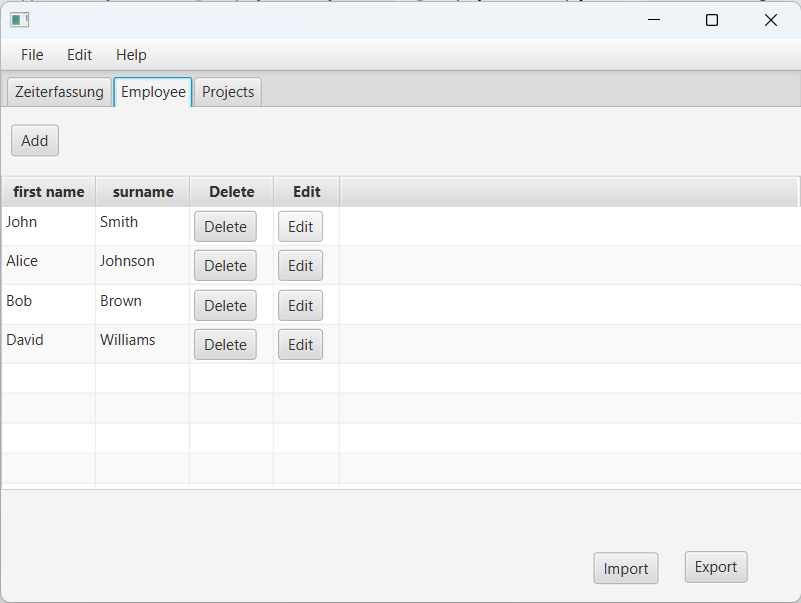 File Edit Help
Zeiterfassung Employee Projects
Add
first name surname Delete Edit
John Smith Delete Edit
Alice Johnson Delete Edit
Bob Brown Delete Edit
David Williams Delete Edit
Import Export